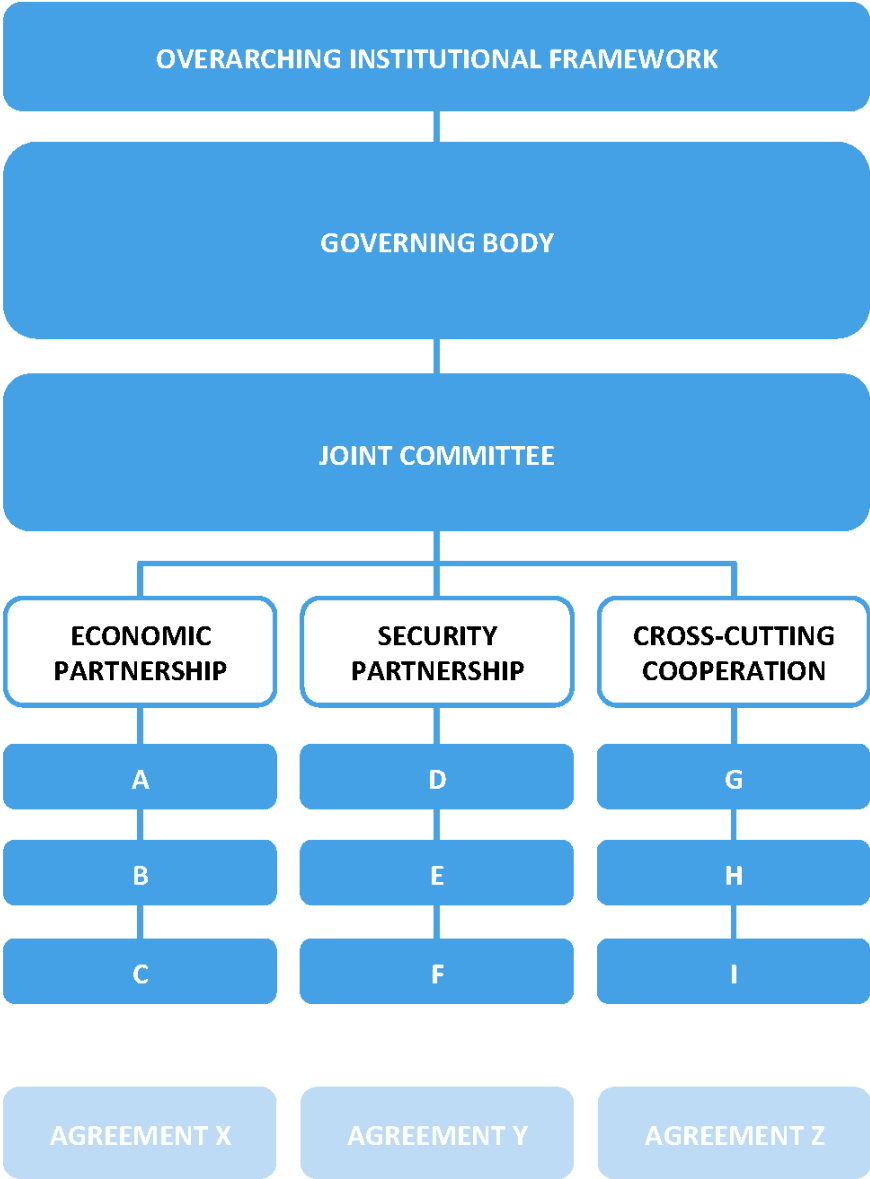 OVERARCHING INSTITUTIONAL FRAMEWORK
GOVERNING BODY
JOINT COMMITTEE
ECONOMIC
PARTNERSHIP
SECURITY
PARTNERSHIP
CROSS-CUTTING
COOPERATION
A
D
G
B
E
H
C
F
I
AGREEMENT X
AGREEMENT Y
AGREEMENT Z